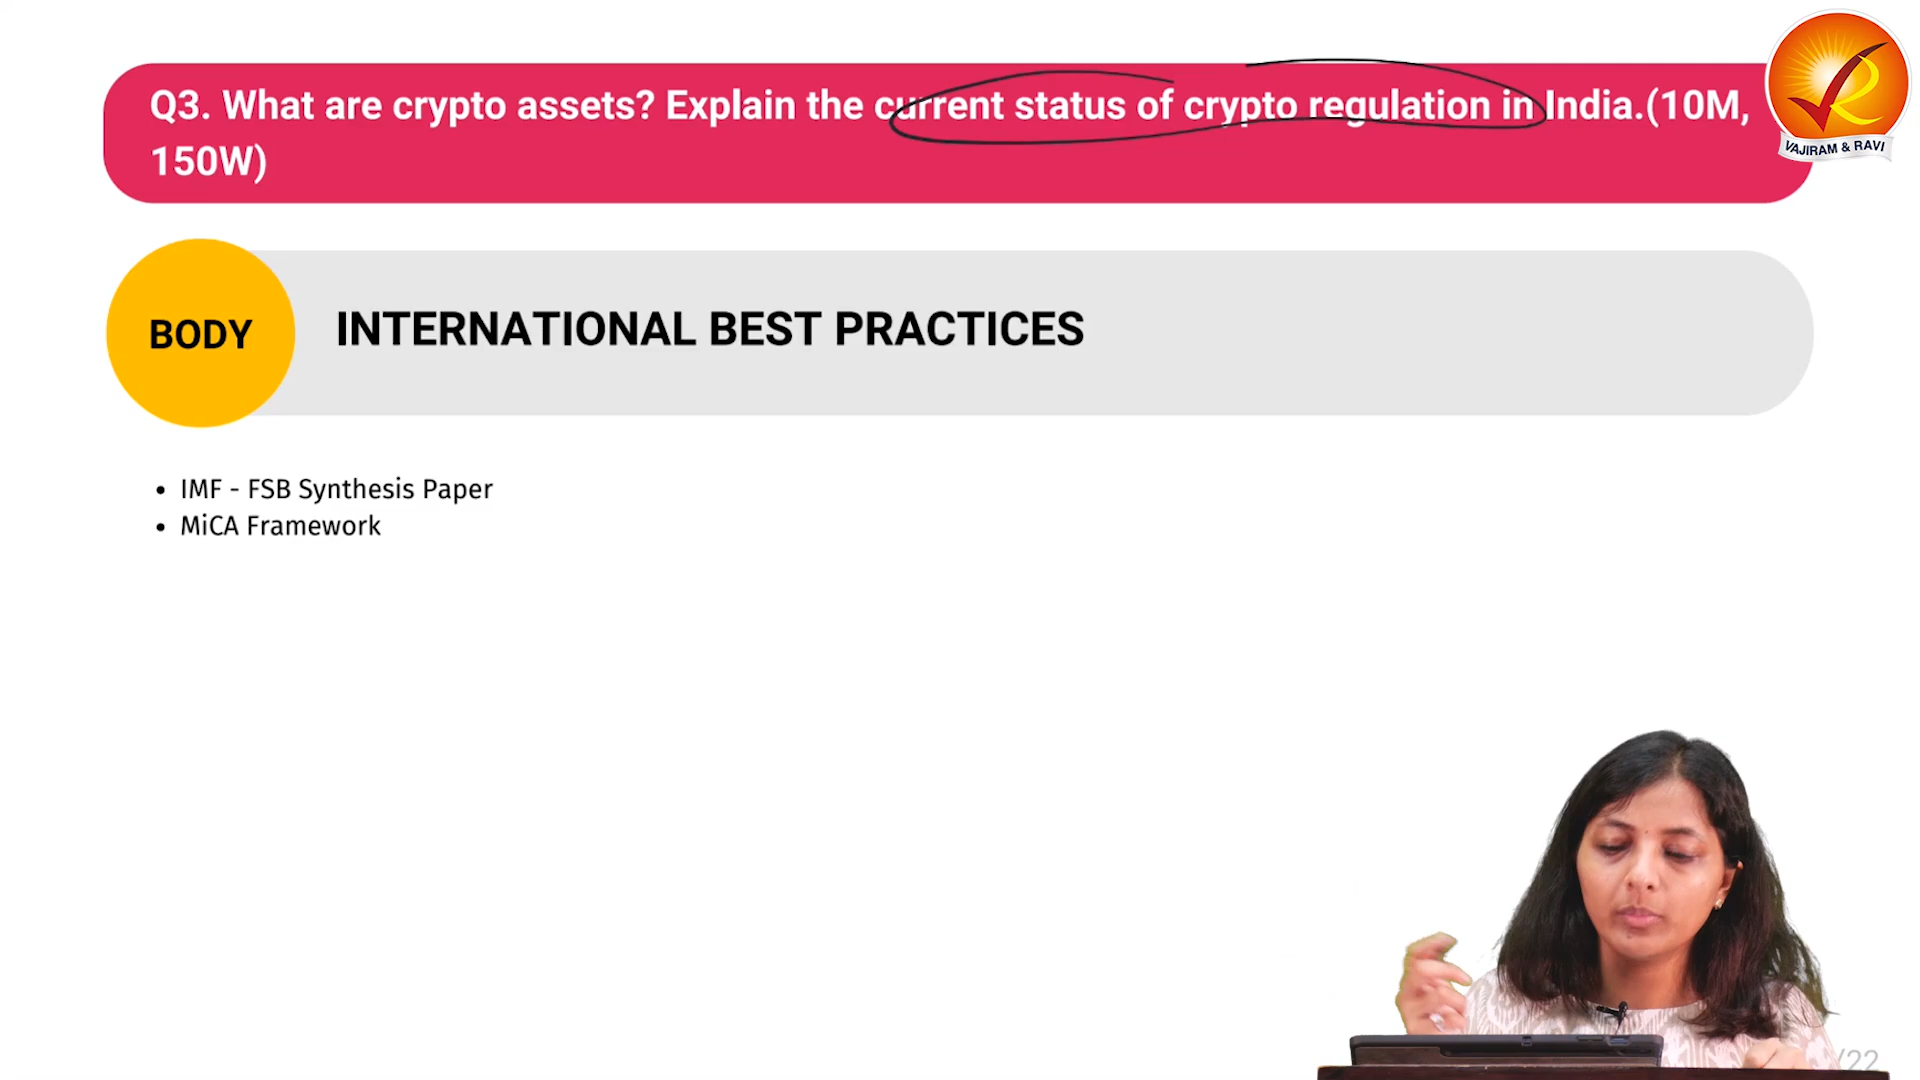 Q3. What are crypto assets? Explain the current status of crypto regulation in India.(10M,
150W)
VAJIRAM & RAVI
BODY
INTERNATIONAL BEST PRACTICES
• IMF - FSB Synthesis Paper
• MiCA Framework
/22